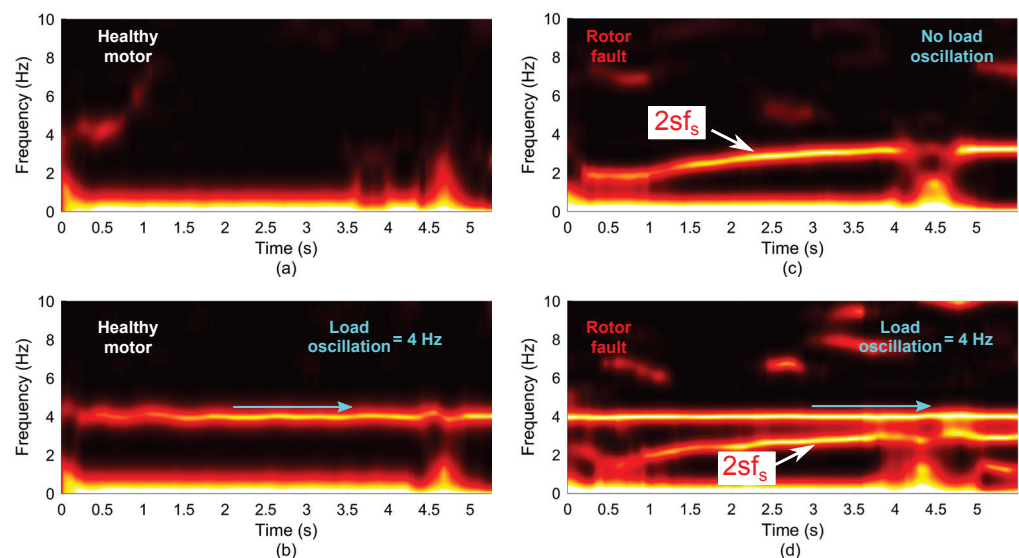 10
8
6
4
2
0
Frequency (Hz)
Healthy
motor
0 0.5 1 1.5 2 2.5 3 3.5 4 4.5 5
Time (s)
(a)
10
8
6
4
2
0
Frequency (Hz)
Rotor
fault
No load
oscillation
2sfs
0 0.5 1 1.5 2 2.5 3 3.5 4 4.5 5
Time (s)
(c)
10
8
6
4
2
0
Frequency (Hz)
Healthy
motor
Load
oscillation = 4 Hz
0 0.5 1 1.5 2 2.5 3 3.5 4 4.5 5
Time (s)
(b)
10
8
6
4
2
0
Frequency (Hz)
Rotor
fault
Load
oscillation = 4 Hz
2sfs
0 0.5 1 1.5 2 2.5 3 3.5 4 4.5 5
Time (s)
(d)